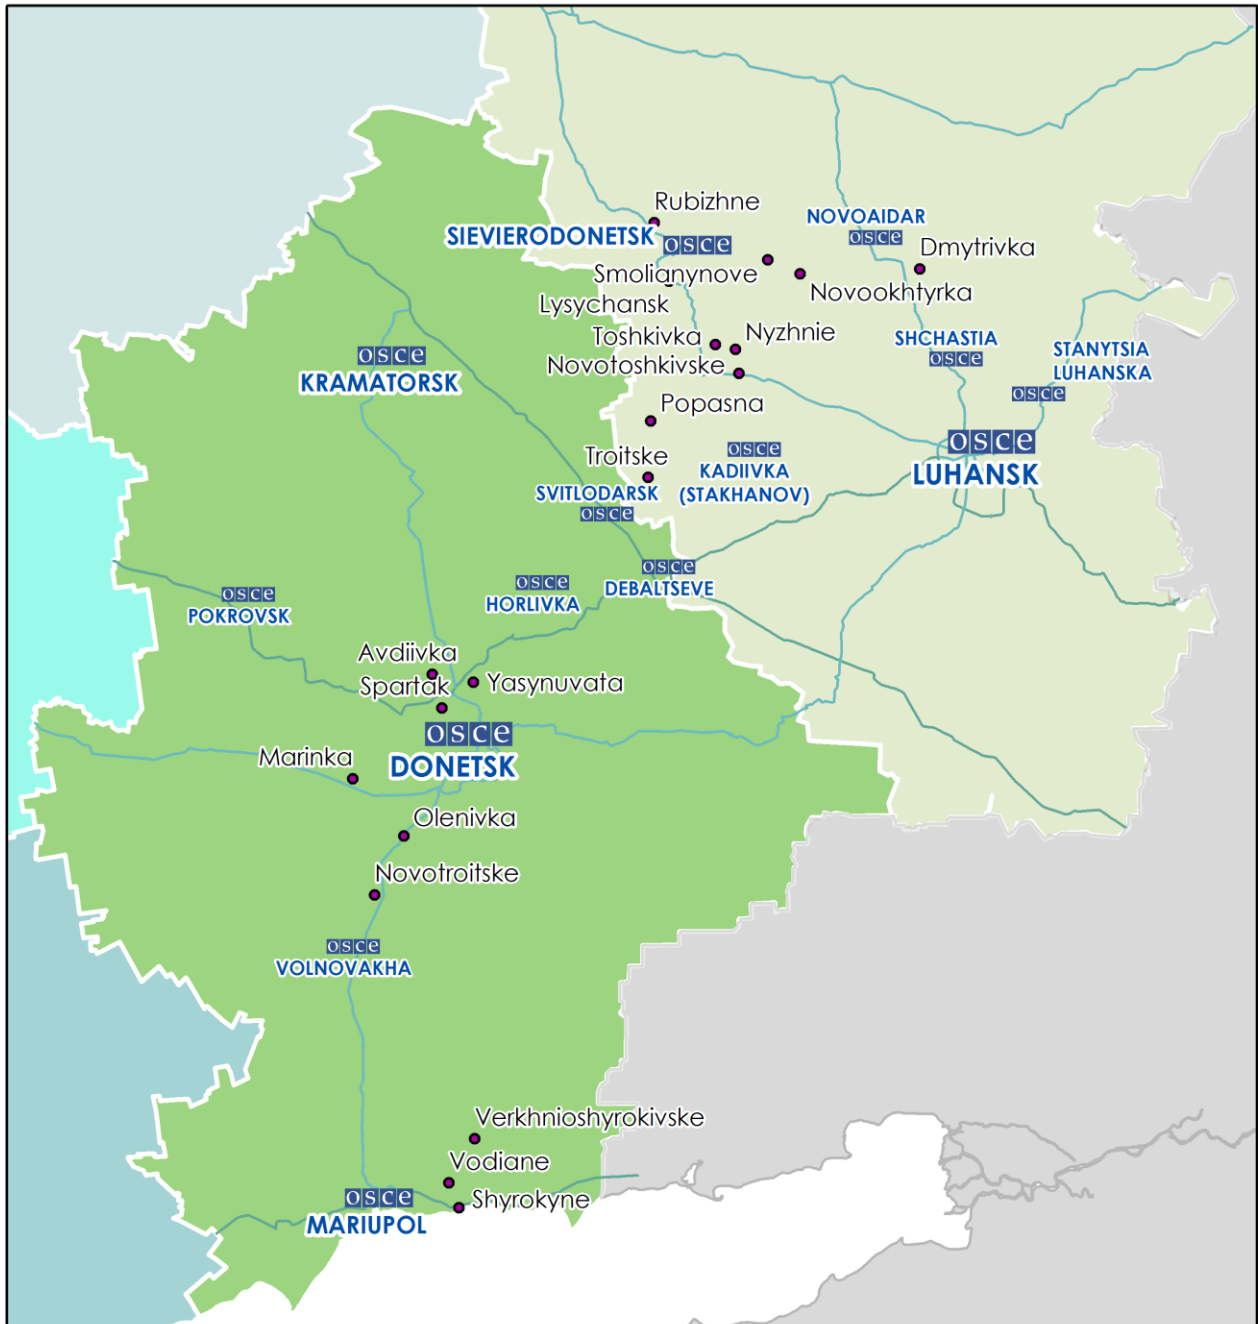 Rubizhne
NOVOAIDAR
osce
SIEVIERODONETSK
osce
Dmytrivka
Smolianynove
Novookhtyrka
Lysychansk
Toshkivka
Nyzhnie
SHCHASTIA
osce
STANYTSIA
LUHANSKA
osce
osce
KRAMATORSK
Novotoshkivske
Popasna
osce
LUHANSK
Troitske
osce
KADIIVKA
(STAKHANOV)
SVITLODARSK
osce
osce
DEBALTSEVE
osce
HORLIVKA
osce
POKROVSK
Avdiivka
Spartak
Yasynuvata
osce
DONETSK
Marinka
Olenivka
Novotroitske
osce
VOLNOVAKHA
Verkhnioshyrokivske
Vodiane
osce
MARIUPOL
Shyrokyne